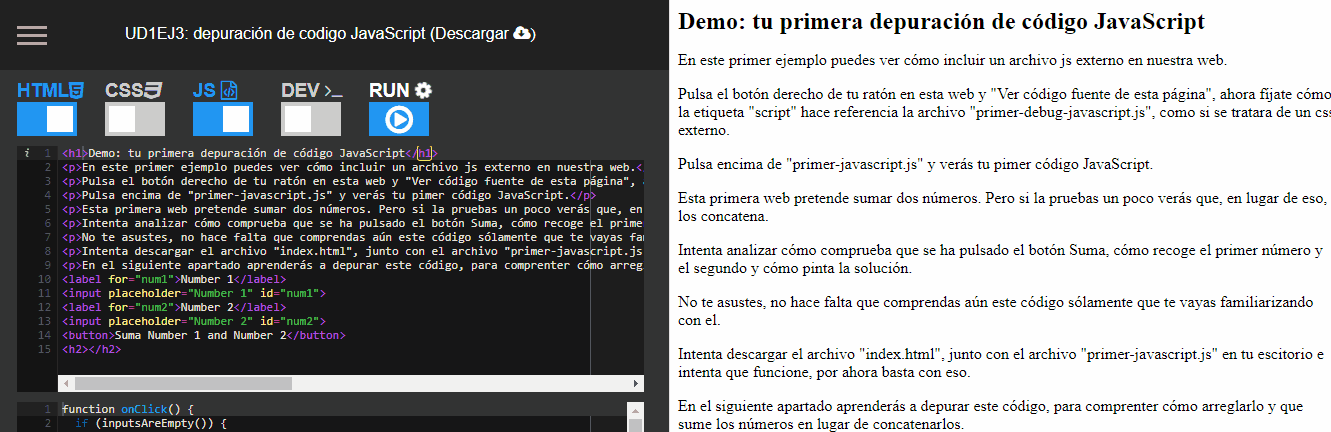 UD1EJ3: depuración de codigo JavaScript (Descargar )
HTML CSS JS DEV >_ RUN
i 1 <h1>Demo: tu primera depuración de código JavaScript</h1>
2 <p>En este primer ejemplo puedes ver cómo incluir un archivo js externo en nuestra web.<
3 <p>Pulsa el botón derecho de tu ratón en esta web y "Ver código fuente de esta página",
4 <p>Pulsa encima de "primer-javascript.js" y verás tu pimer código JavaScript.</p>
5 <p>Esta primera web pretende sumar dos números. Pero si la pruebas un poco verás que, en
6 <p>Intenta analizar cómo comprueba que se ha pulsado el botón Suma, cómo recoge el prime
7 <p>No te asustes, no hace falta que comprendas aún este código sólamente que te vayas fam
8 <p>Intenta descargar el archivo "index.html", junto con el archivo "primer-javascript.js
9 <p>En el siguiente apartado aprenderás a depurar este código, para comprenter cómo arreg
10 <label for="num1">Number 1</label>
11 <input placeholder="Number 1" id="num1">
12 <label for="num2">Number 2</label>
13 <input placeholder="Number 2" id="num2">
14 <button>Suma Number 1 and Number 2</button>
15 <h2></h2>
1 function onClick() {
2 if (inputsAreEmpty()) {
Demo: tu primera depuración de código JavaScript
En este primer ejemplo puedes ver cómo incluir un archivo js externo en nuestra web.
Pulsa el botón derecho de tu ratón en esta web y "Ver código fuente de esta página", ahora fíjate cómo
la etiqueta "script" hace referencia la archivo "primer-debug-javascript.js", como si se tratara de un css
externo.
Pulsa encima de "primer-javascript.js" y verás tu pimer código JavaScript.
Esta primera web pretende sumar dos números. Pero si la pruebas un poco verás que, en lugar de eso,
los concatena.
Intenta analizar cómo comprueba que se ha pulsado el botón Suma, cómo recoge el primer número y
el segundo y cómo pinta la solución.
No te asustes, no hace falta que comprendas aún este código sólamente que te vayas familiarizando
con el.
Intenta descargar el archivo "index.html", junto con el archivo "primer-javascript.js" en tu escritorio e
intenta que funcione, por ahora basta con eso.
En el siguiente apartado aprenderás a depurar este código, para comprenter cómo arreglarlo y que
sume los números en lugar de concatenarlos.